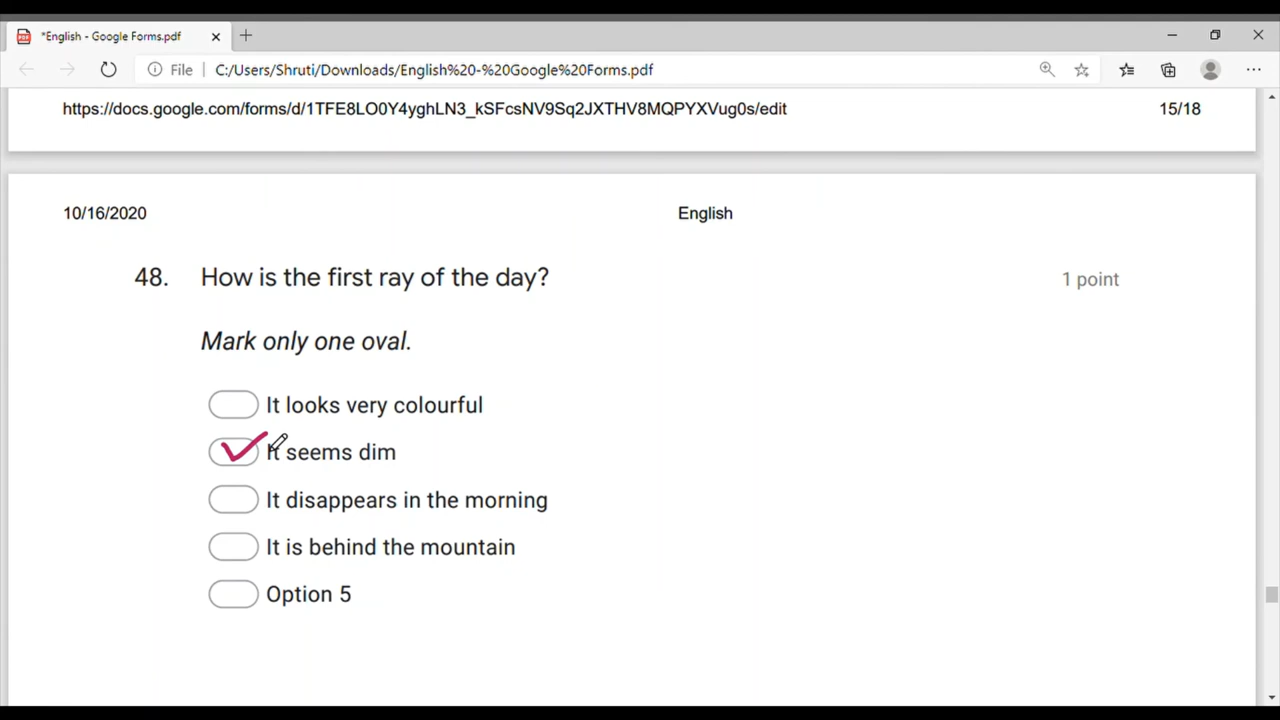 *English - Google Forms.pdf
File C:/Users/Shruti/Downloads/English%20-%20Google%20Forms.pdf
https://docs.google.com/forms/d/1TFE8LO0Y4yghLN3_kSFcsNV9Sq2JXTHV8MQPYXVug0s/edit 15/18
10/16/2020 English
48. How is the first ray of the day? 1 point
Mark only one oval.
It looks very colourful
It seems dim
It disappears in the morning
It is behind the mountain
Option 5